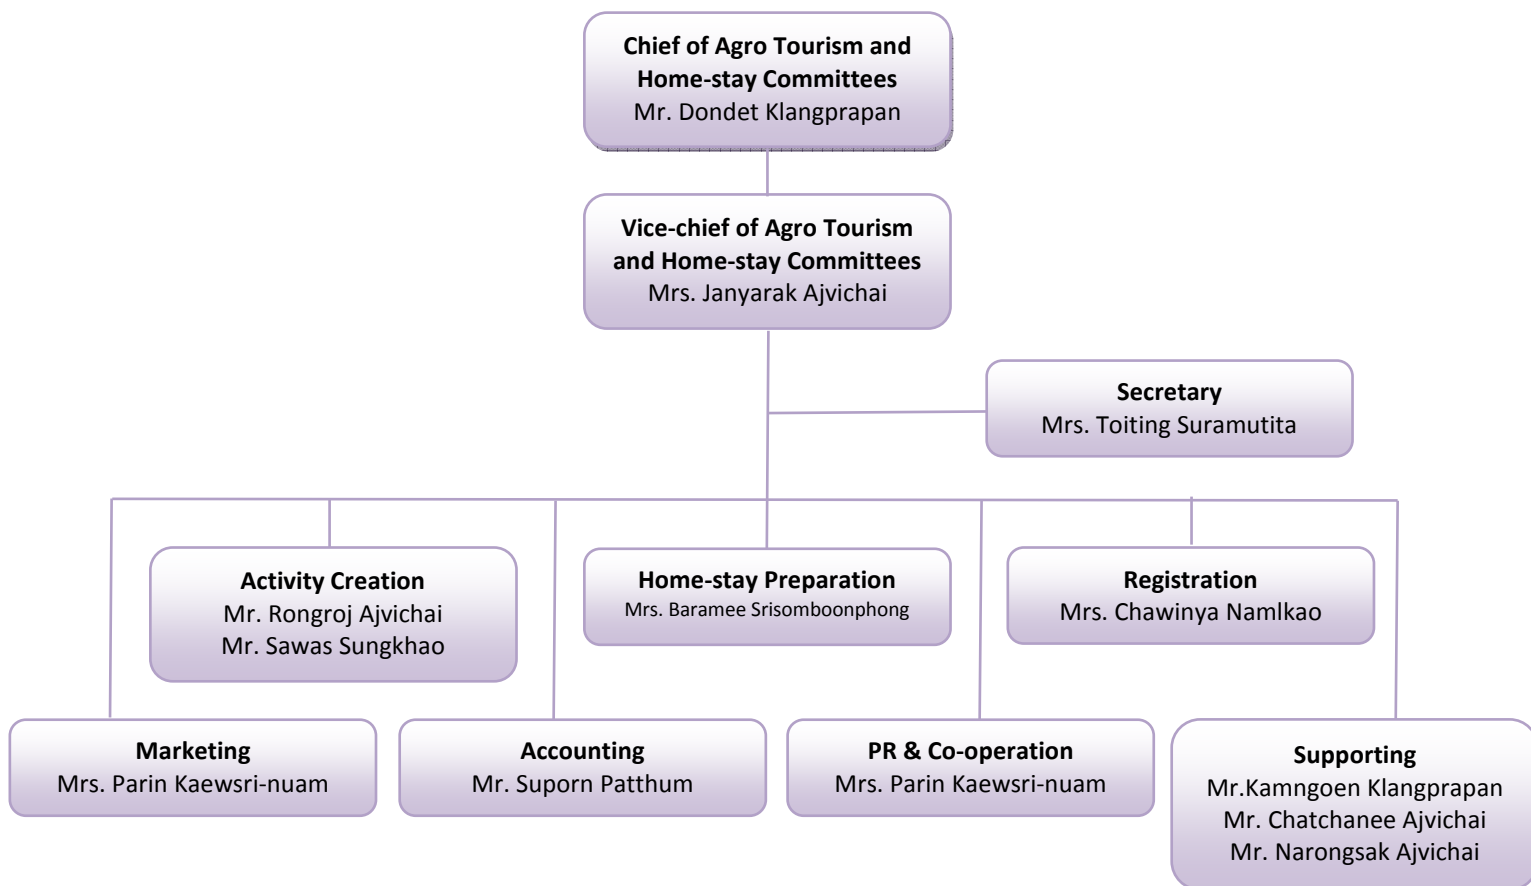 Chief of Agro Tourism and
Home-stay Committees
Mr. Dondet Klangprapan
Vice-chief of Agro Tourism
and Home-stay Committees
Mrs. Janyarak Ajvichai
Secretary
Mrs. Toiting Suramutita
Activity Creation
Mr. Rongroj Ajvichai
Mr. Sawas Sungkhao
Home-stay Preparation
Mrs. Baramee Srisomboonphong
Registration
Mrs. Chawinya Namlkao
Marketing
Mrs. Parin Kaewsri-nuam
Accounting
Mr. Suporn Patthum
PR & Co-operation
Mrs. Parin Kaewsri-nuam
Supporting
Mr.Kamngoen Klangprapan
Mr. Chatchanee Ajvichai
Mr. Narongsak Ajvichai